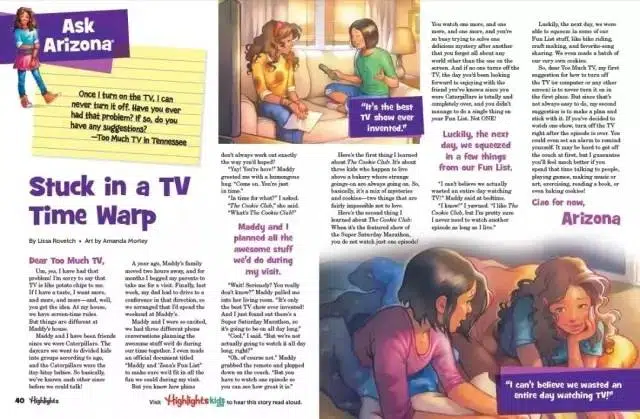 Ask
Arizona
Once I turn on the TV, I can
never turn it off. Have you ever
had that problem? If so, do you
have any suggestions?
—Too Much TV in Tennessee
Stuck in a TV
Time Warp
By Lissa Rovetch • Art by Amanda Morley
Dear Too Much TV,
Um, yes, I have had that
problem! I'm sorry to say that
TV is like potato chips to me.
If I have a taste, I want more,
and more, and more—and, well,
you get the idea. At my house,
we have screen-time rules.
But things are different at
Maddy's house.
Maddy and I have been friends
since we were Caterpillars. The
daycare we went to divided kids
into groups according to age,
and the Caterpillars were the
itsy-bitsy babies. So basically,
we've known each other since
before we could talk!
A year ago, Maddy's family
moved two hours away, and for
months I begged my parents to
take me for a visit. Finally, last
week, my dad had to drive to a
conference in that direction, so
we arranged that I'd spend the
weekend at Maddy's.
Maddy and I were so excited,
we had three different phone
conversations planning the
awesome stuff we'd do during
our time together. I even made
an official document titled
"Maddy and 'Zona's Fun List"
to make sure we'd fit in all the
fun we could during my visit.
But you know how plans
don't always work out exactly
the way you'd hoped?
"Yay! You're here!" Maddy
greeted me with a humongous
hug. "Come on. You're just
in time."
"In time for what?" I asked.
"The Cookie Club," she said.
"What's The Cookie Club?"
Maddy and I
planned all the
awesome stuff
we'd do during
my visit.
"Wait! Seriously? You really
don't know?" Maddy pulled me
into her living room. "It's only
the best TV show ever invented!
And I just found out there's a
Super Saturday Marathon, so
it's going to be on all day long."
"Cool," I said. "But we're not
actually going to watch it all day
long, right?"
"Oh, of course not." Maddy
grabbed the remote and plopped
down on the couch. "But you
have to watch one episode so
you can see how great it is."
"It's the best
TV show ever
invented."
Here's the first thing I learned
about The Cookie Club: It's about
three kids who happen to live
above a bakery where strange
goings-on are always going on. So,
basically, it's a mix of mysteries
and cookies—two things that are
fairly impossible not to love.
Here's the second thing I
learned about The Cookie Club:
When it's the featured show of
the Super Saturday Marathon,
you do not watch just one episode!
You watch one more, and one
more, and one more, and you're
so busy trying to solve one
delicious mystery after another
that you forget all about any
world other than the one on the
screen. And if no one turns off the
TV, the day you'd been looking
forward to enjoying with the
friend you've known since you
were Caterpillars is totally and
completely over, and you didn't
manage to do a single thing on
your Fun List. Not ONE!
Luckily, the next
day, we squeezed
in a few things
from our Fun List.
"I can't believe we actually
wasted an entire day watching
TV!" Maddy said at bedtime.
"I know!" I yawned. "I like The
Cookie Club, but I'm pretty sure
I never need to watch another
episode as long as I live."
Luckily, the next day, we were
able to squeeze in some of our
Fun List stuff, like bike riding,
craft making, and favorite-song
sharing. We even made a batch of
our very own cookies.
So, dear Too Much TV, my first
suggestion for how to turn off
the TV (or computer or any other
screen) is to never turn it on in
the first place. But since that's
not always easy to do, my second
suggestion is to make a plan and
stick with it. If you've decided to
watch one show, turn off the TV
right after the episode is over. You
could even set an alarm to remind
yourself. It may be hard to get off
the couch at first, but I guarantee
you'll feel much better if you
spend that time talking to people,
playing games, making music or
art, exercising, reading a book, or
even baking cookies!
Ciao for now,
Arizona
"I can't believe we wasted an
entire day watching TV!"
40 Highlights
Visit Highlights kids to hear this story read aloud.